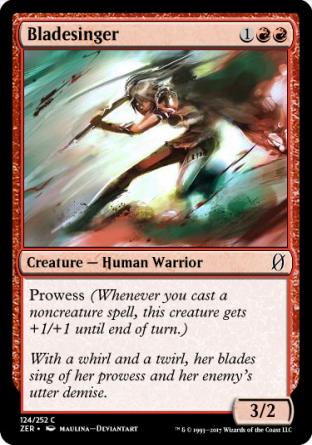 Bladesinger 1
Creature — Human Warrior
Prowess (Whenever you cast a
noncreature spell, this creature gets
+1/+1 until end of turn.)
With a whirl and a twirl, her blades
sing of her prowess and her enemy's
utter demise.
3/2
124/252 C
ZER • MAULINA—DEVIANTART
™ & © 1993–2017 Wizards of the Coast LLC